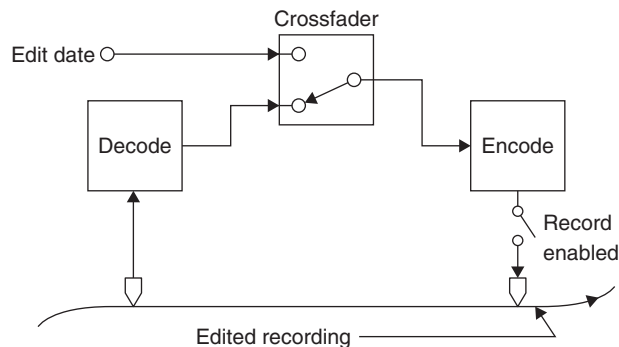 Crossfader
Edit date
Decode
Encode
Record
enabled
Edited recording